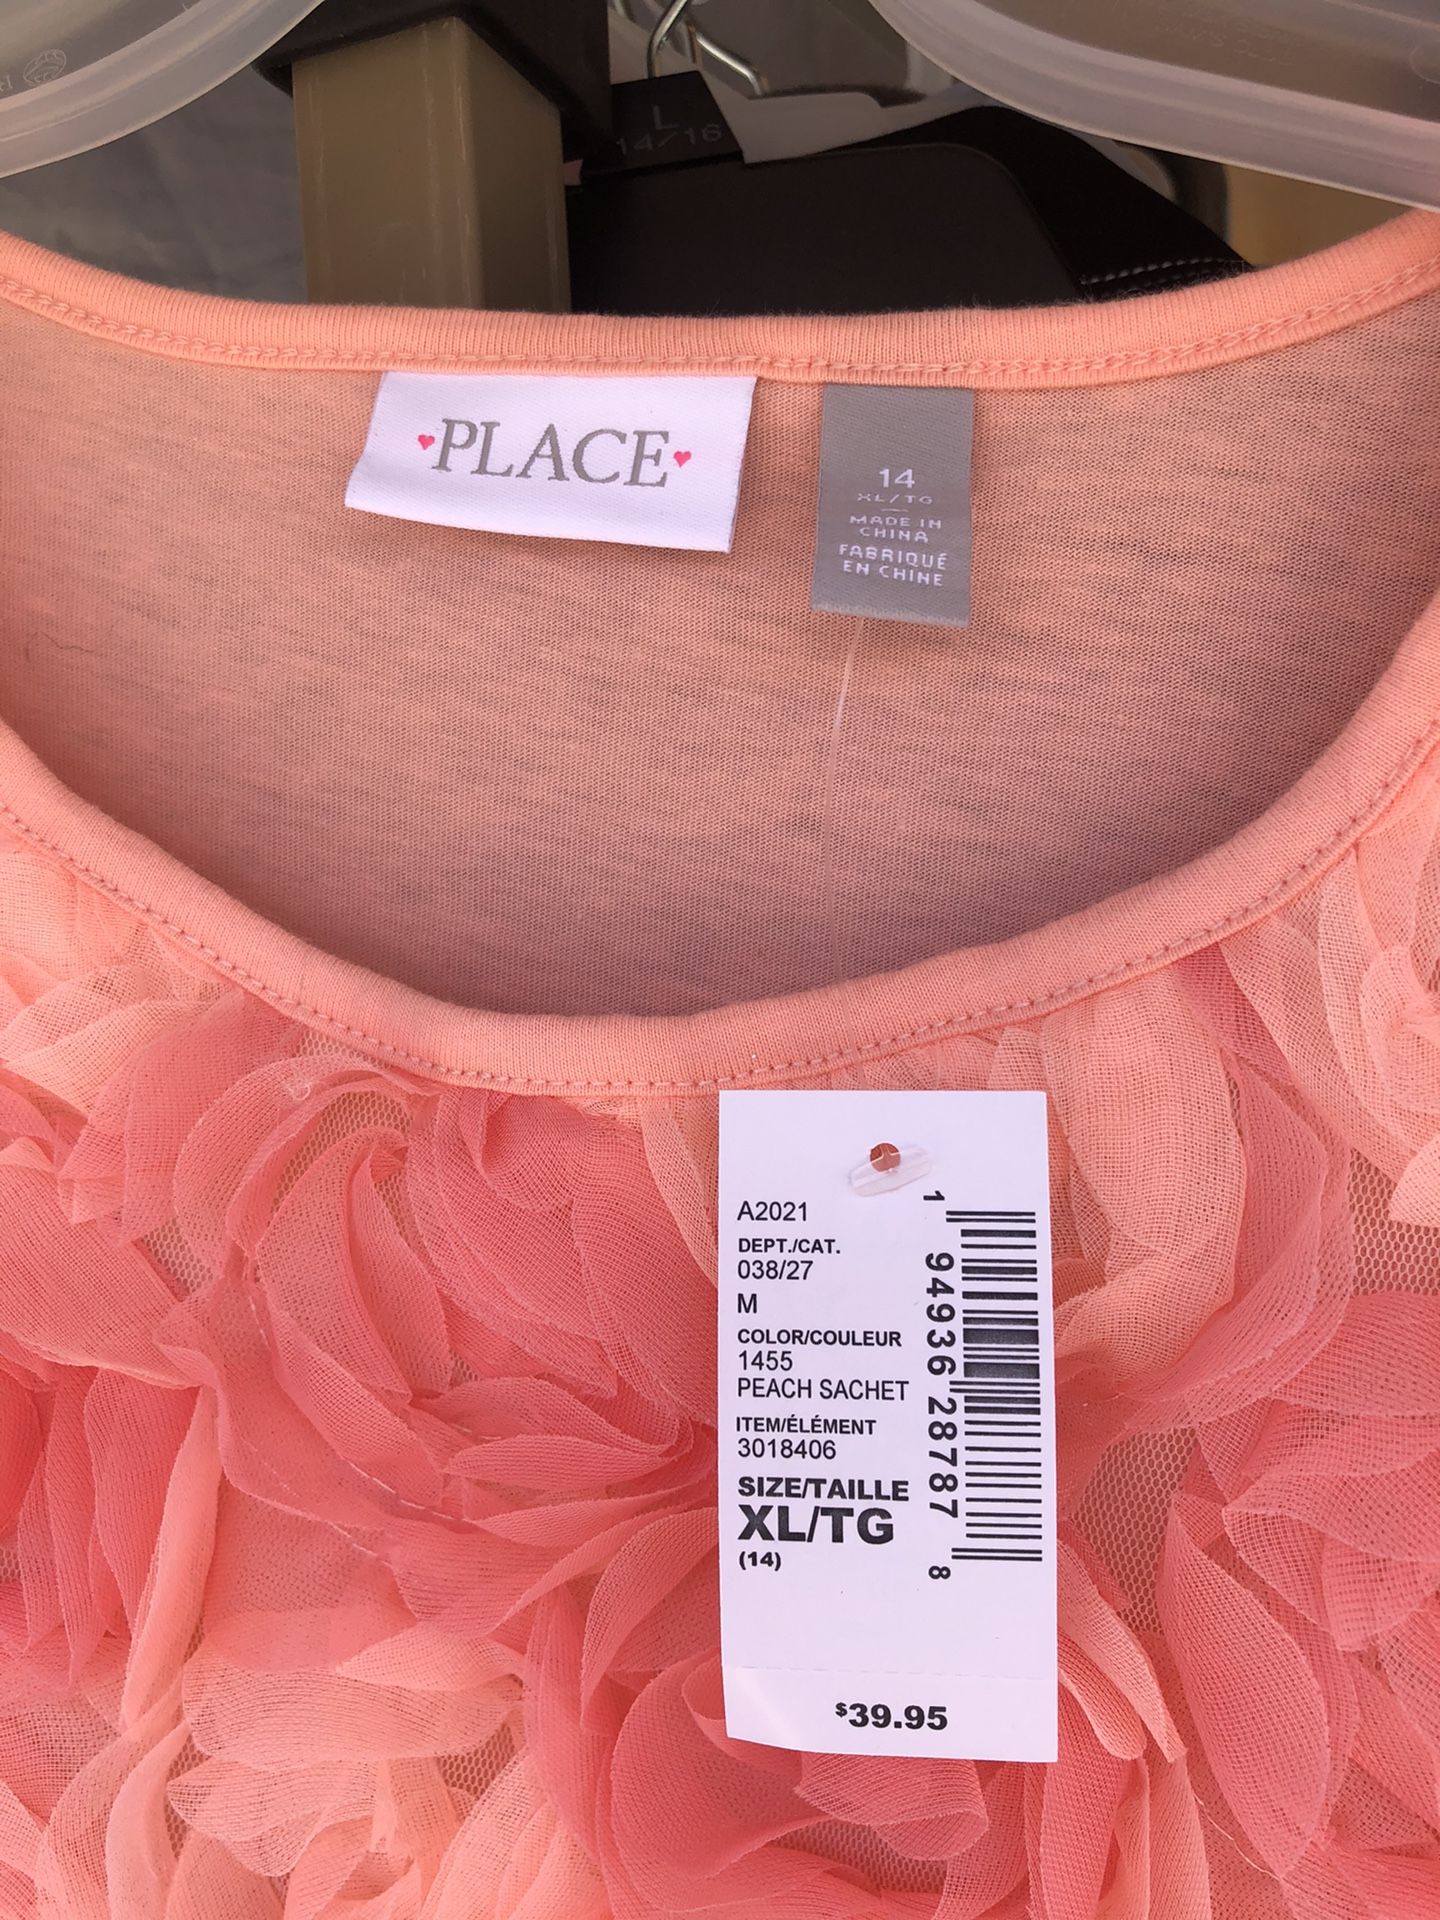 L
14/16
PLACE
14
XL/TG
MADE IN
CHINA
FABRIQUÉ
EN CHINE
A2021
DEPT./CAT.
038/27
M
COLOR/COULEUR
1455
PEACH SACHET
ITEM/ÉLÉMENT
3018406
SIZE/TAILLE
XL/TG
(14)
1 94936 28787 8
$39.95